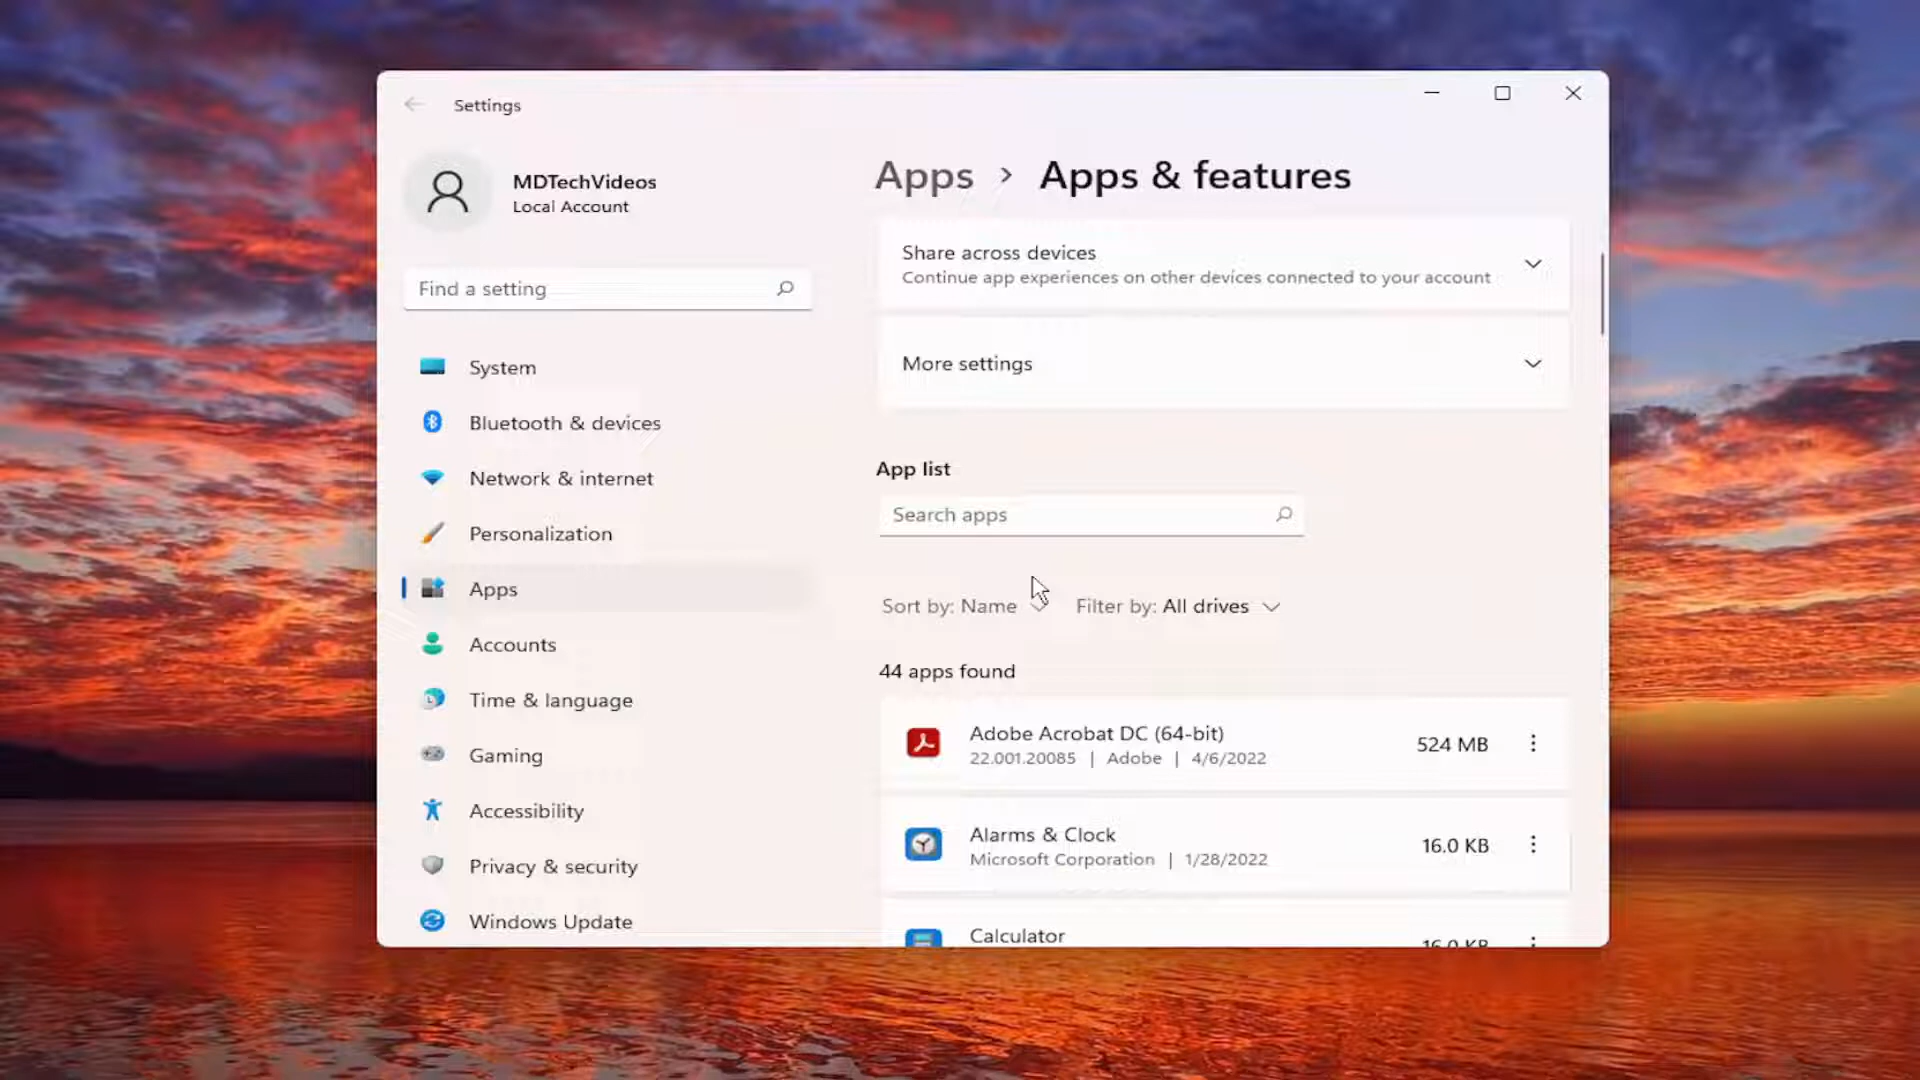 Settings
MDTechVideos
Local Account
Find a setting
System
Bluetooth & devices
Network & internet
Personalization
Apps
Accounts
Time & language
Gaming
Accessibility
Privacy & security
Windows Update
Apps > Apps & features
Share across devices
Continue app experiences on other devices connected to your account
More settings
App list
Search apps
Sort by: Name Filter by: All drives
44 apps found
Adobe Acrobat DC (64-bit)
22.001.20085 | Adobe | 4/6/2022
524 MB
Alarms & Clock
Microsoft Corporation | 1/28/2022
16.0 KB
Calculator
16.0 KB